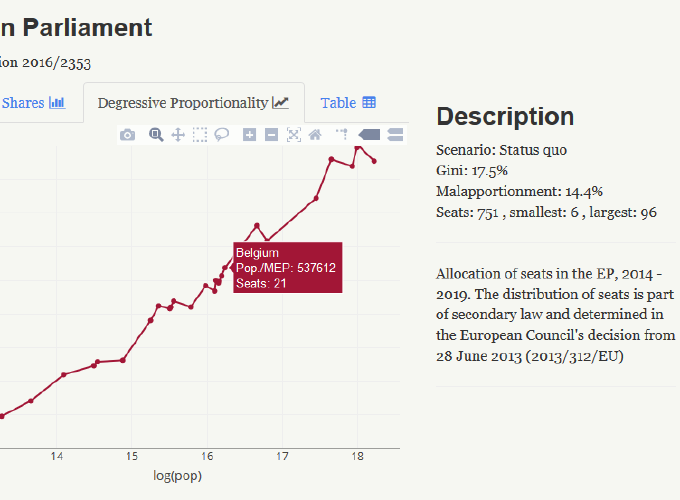 n Parliament
ion 2016/2353
Shares
Degressive Proportionality
Table
Belgium
Pop./MEP: 537612
Seats: 21
14
15
16
17
18
log(pop)
Description
Scenario: Status quo
Gini: 17.5%
Malapportionment: 14.4%
Seats: 751 , smallest: 6 , largest: 96
Allocation of seats in the EP, 2014 -
2019. The distribution of seats is part
of secondary law and determined in
the European Council's decision from
28 June 2013 (2013/312/EU)